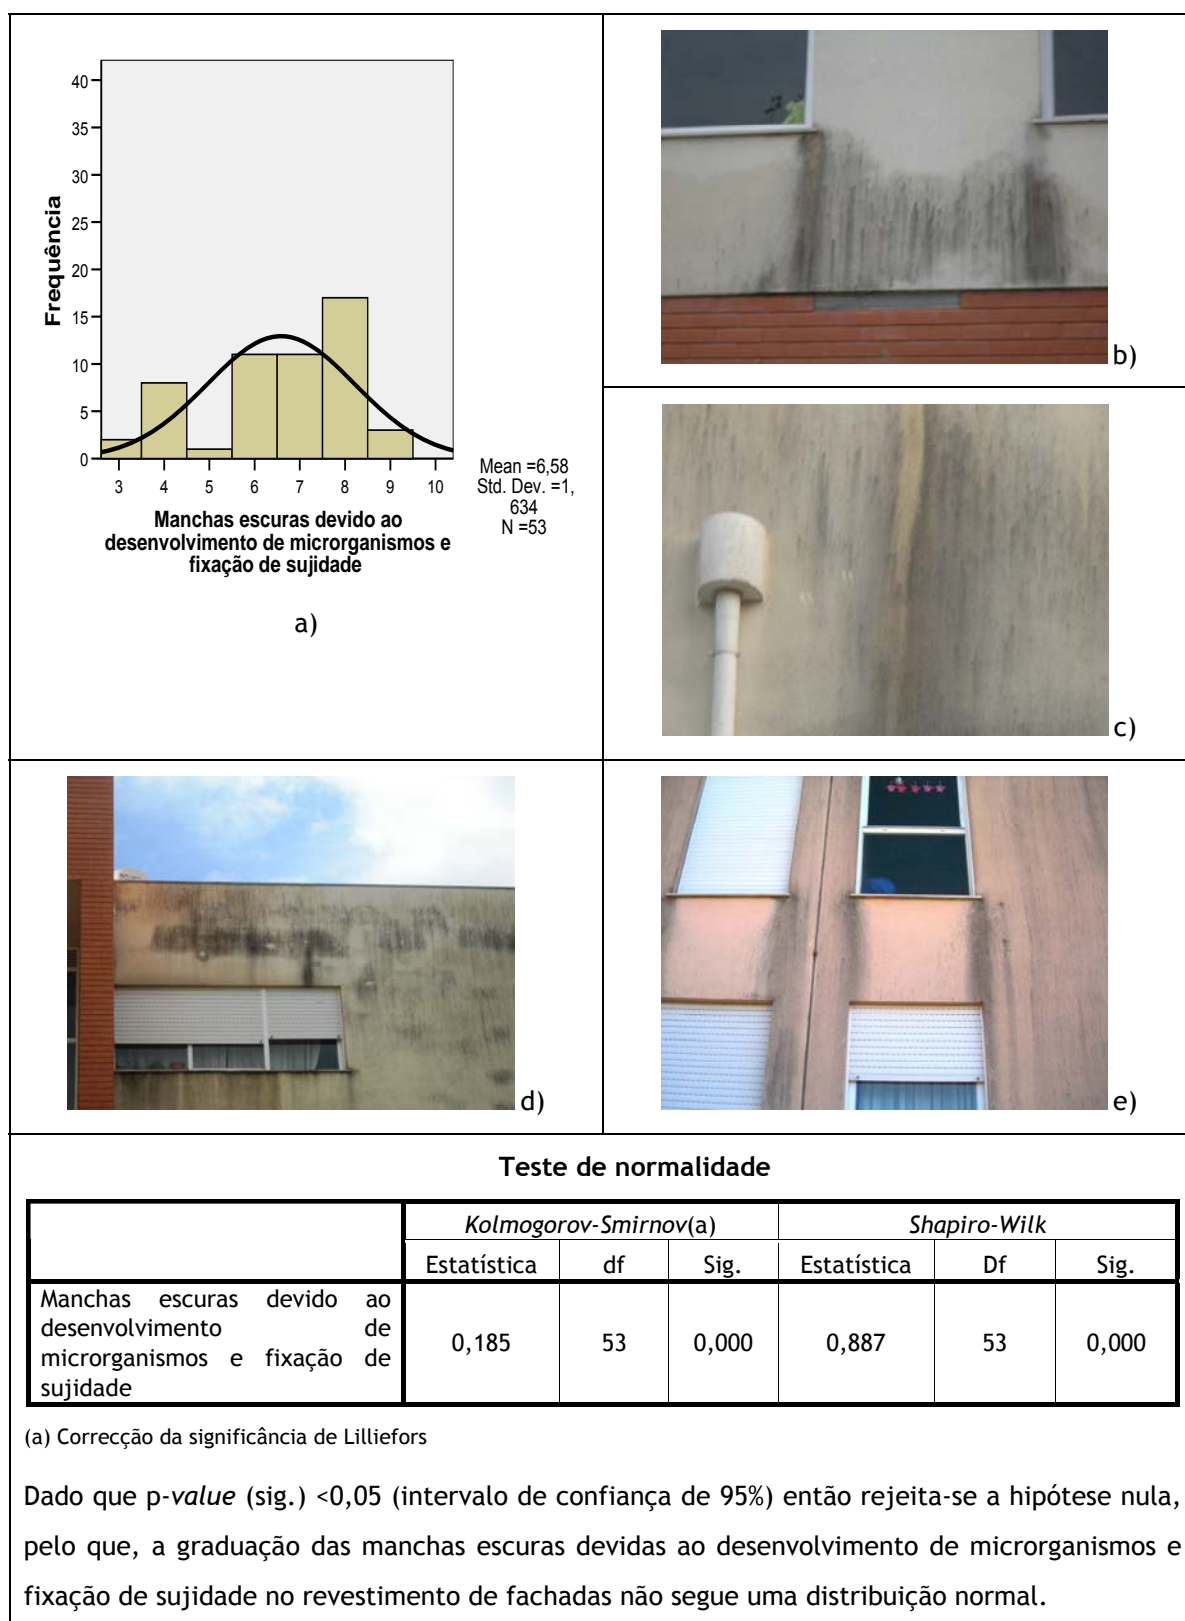 40
35
30
25
20
15
10
5
0
Frequência
3 4 5 6 7 8 9 10
Mean =6,58
Std. Dev. =1,
634
N =53
Manchas escuras devido ao
desenvolvimento de microrganismos e
fixação de sujidade
a)
b)
c)
d)
e)
Teste de normalidade
Kolmogorov-Smirnov(a) Shapiro-Wilk
Estatística df Sig. Estatística Df Sig.
Manchas escuras devido ao
desenvolvimento de
microrganismos e fixação de
sujidade
0,185 53 0,000 0,887 53 0,000
(a) Correcção da significância de Lilliefors
Dado que p-value (sig.) <0,05 (intervalo de confiança de 95%) então rejeita-se a hipótese nula,
pelo que, a graduação das manchas escuras devidas ao desenvolvimento de microrganismos e
fixação de sujidade no revestimento de fachadas não segue uma distribuição normal.